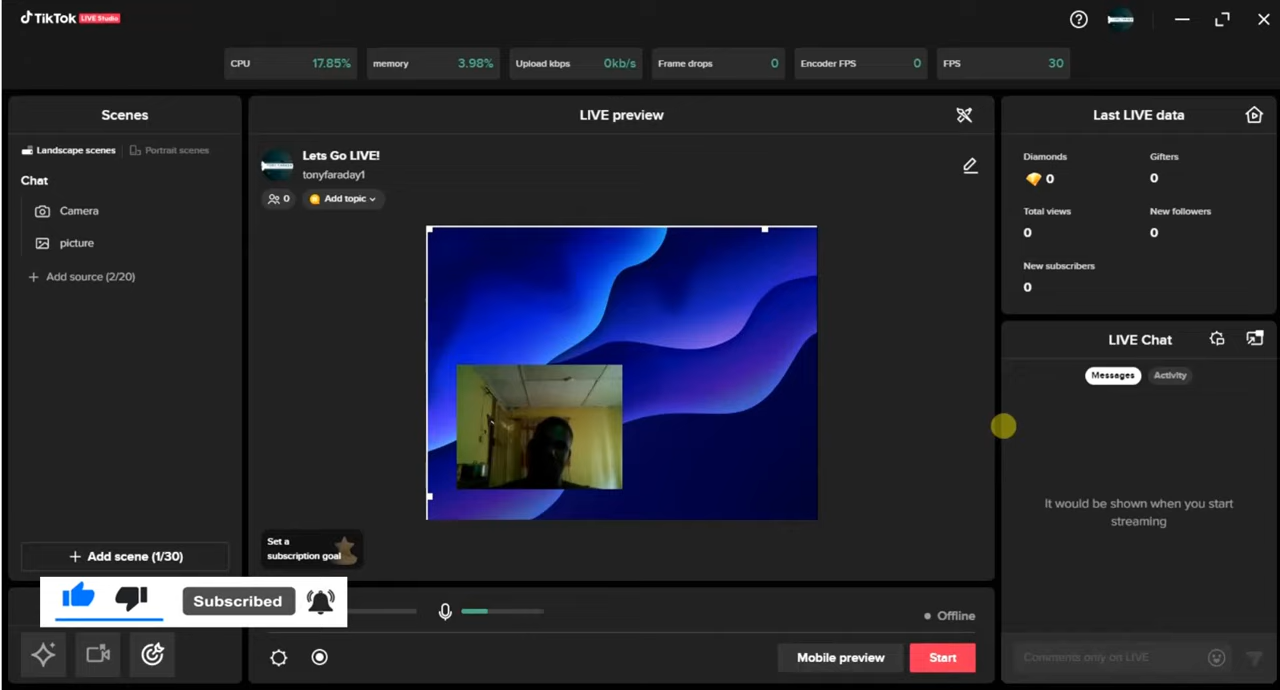 TikTok LIVE Studio
CPU 17.85%
memory 3.98%
Upload kbps 0kb/s
Frame drops 0
Encoder FPS 0
FPS 30
Scenes
Landscape scenes
Portrait scenes
Chat
Camera
picture
+ Add source (2/20)
+ Add scene (1/30)
LIVE preview
Lets Go LIVE!
tonyfaraday1
0
Add topic
Set a
subscription goal
Subscribed
Offline
Mobile preview
Start
Last LIVE data
Diamonds
0
Gifters
0
Total views
0
New followers
0
New subscribers
0
LIVE Chat
Messages
Activity
It would be shown when you start
streaming
Comments only on LIVE